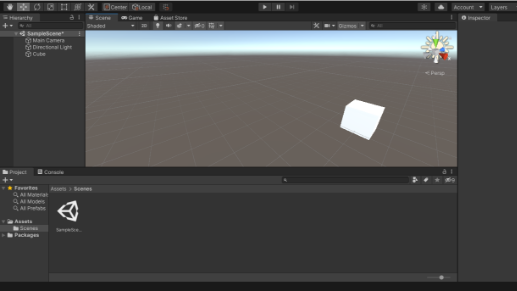 Center Local Account Layers
Hierarchy Scene Game Asset Store Inspector
Shaded 2D Gizmos
SampleScene*
Main Camera
Directional Light
Cube
Persp
Project Console
Favorites Assets > Scenes
All Material
All Models
All Prefabs
Assets
Scenes
Packages
SampleSce...